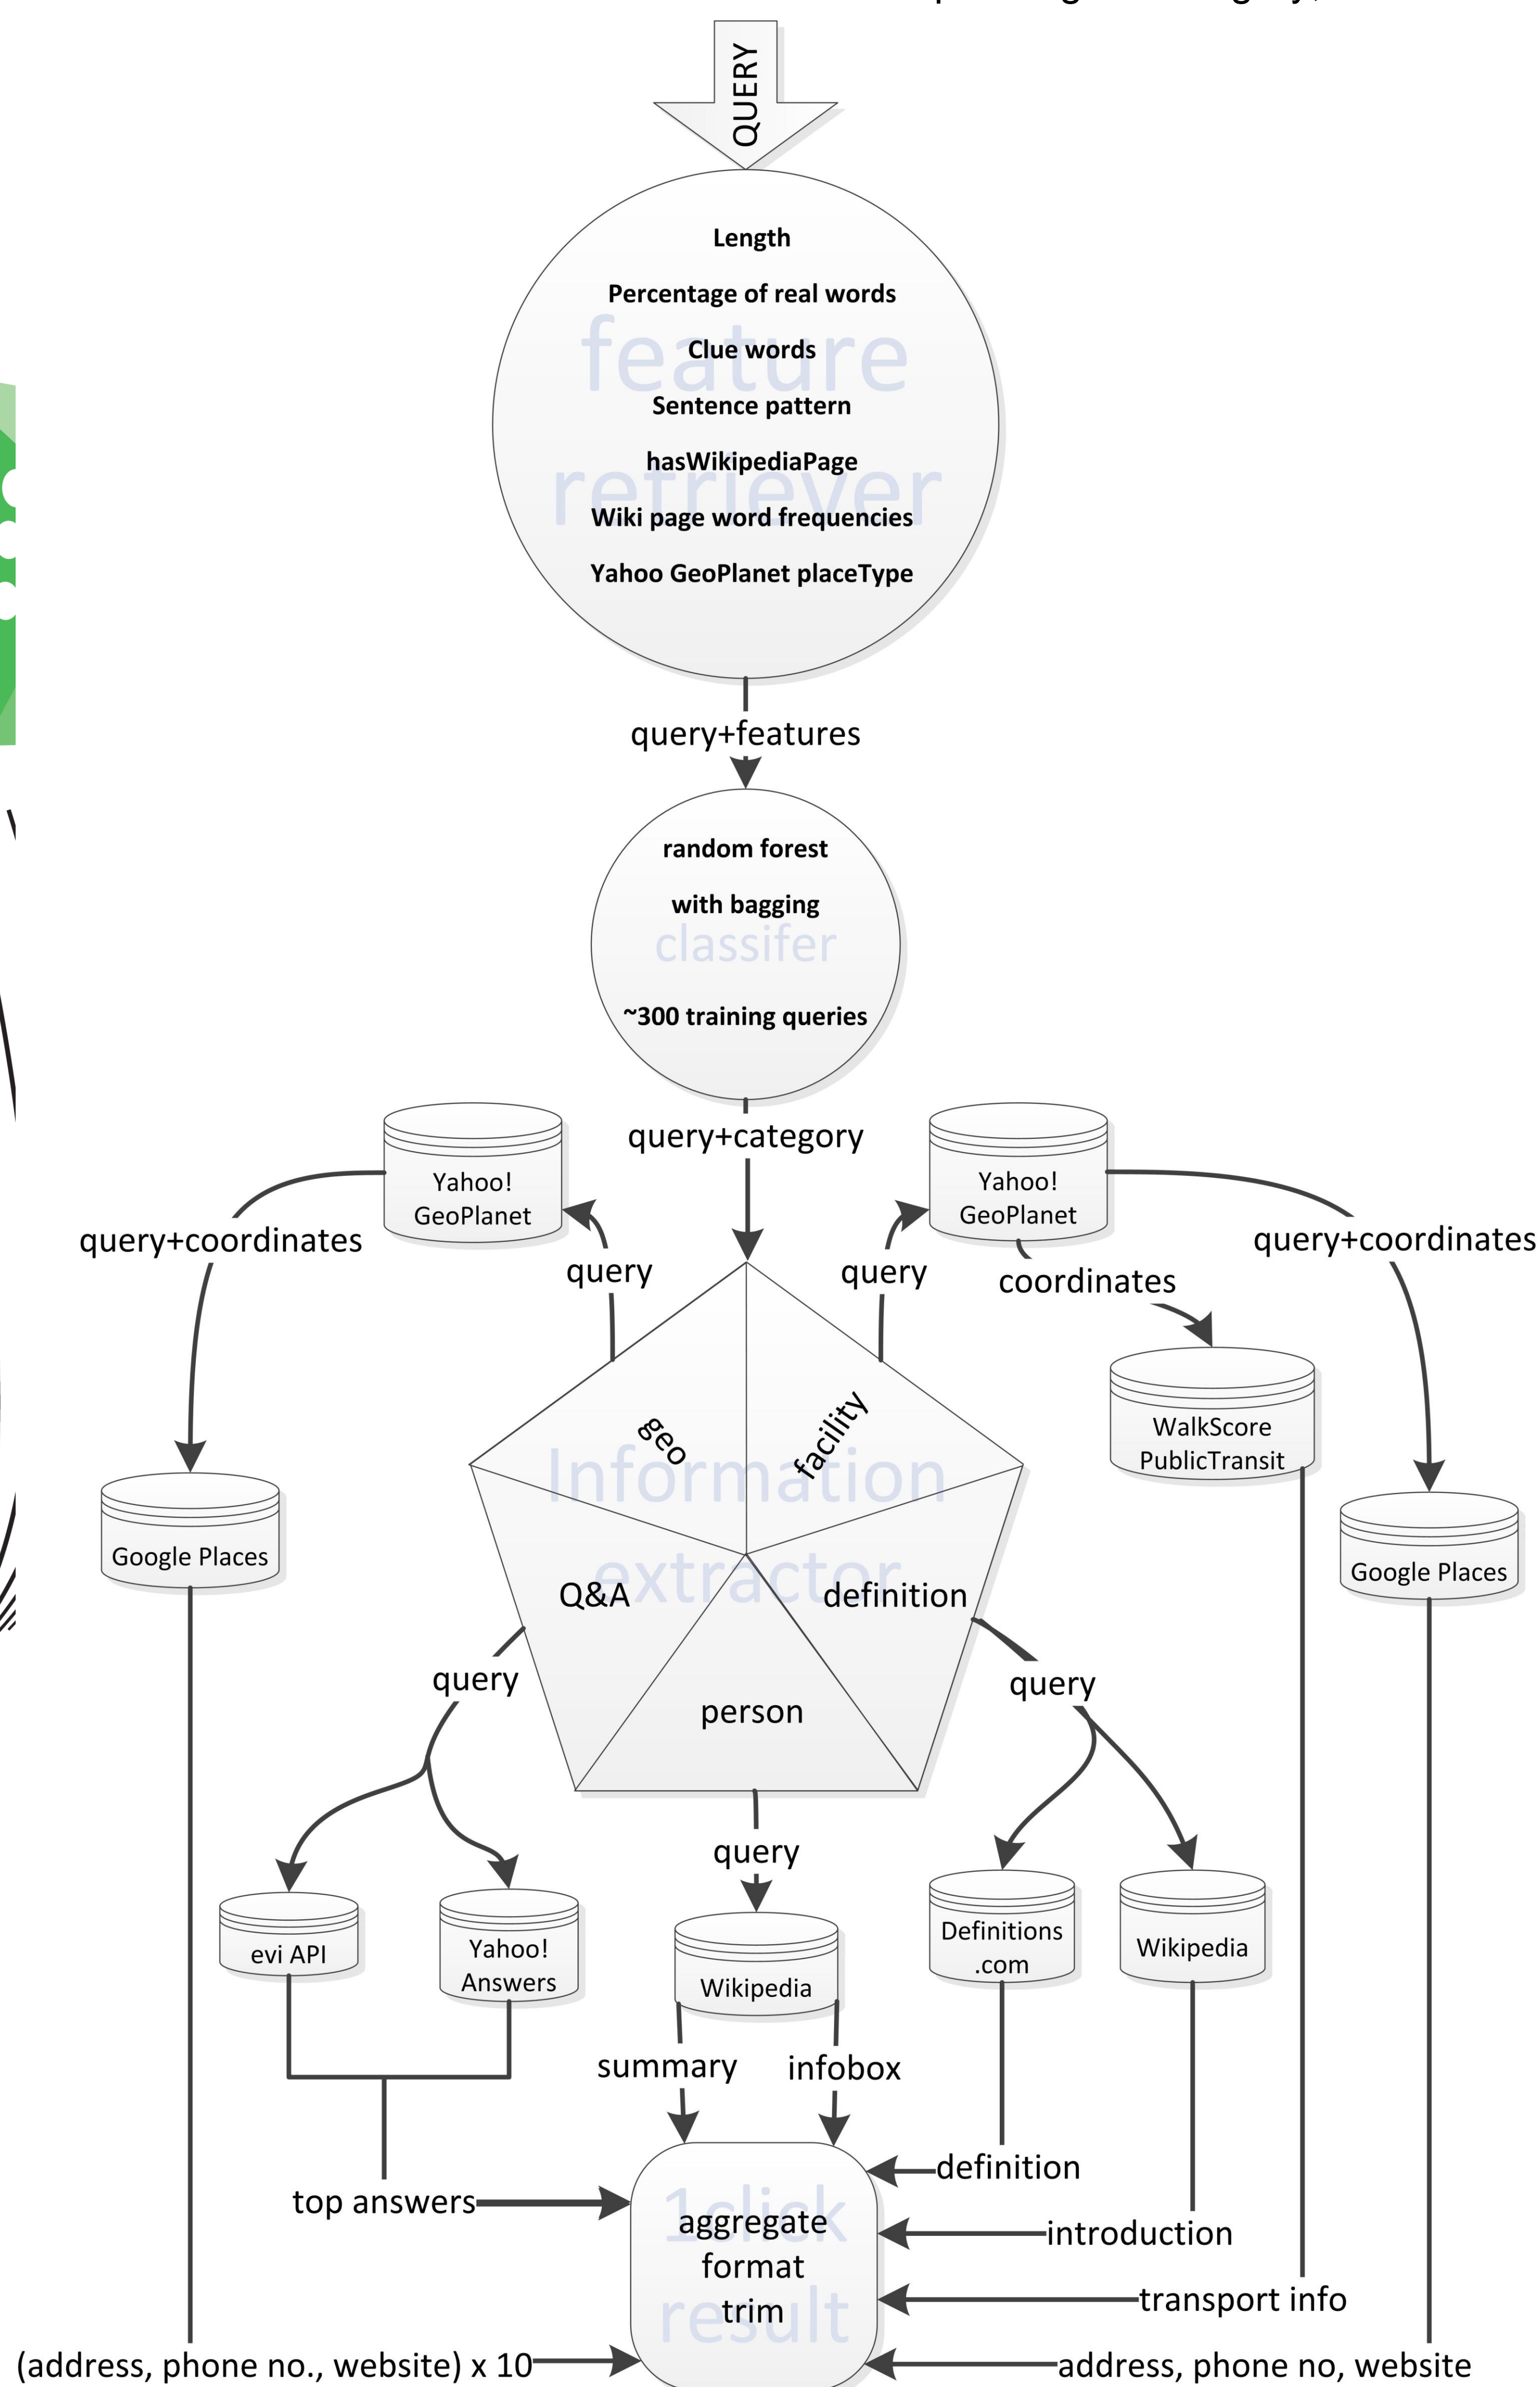 QUERY
Length
Percentage of real words
feature
Clue words
Sentence pattern
hasWikipediaPage
retriever
Wiki page word frequencies
Yahoo GeoPlanet placeType
query+features
random forest
with bagging
classifer
~300 training queries
query+category
Yahoo!
GeoPlanet
Yahoo!
GeoPlanet
query+coordinates
query
query
coordinates
query+coordinates
geo
facility
WalkScore
PublicTransit
Information
extractor
Google Places
Google Places
Q&A
definition
person
query
query
query
evi API
Yahoo!
Answers
Wikipedia
Definitions
.com
Wikipedia
summary
infobox
definition
top answers
1click
aggregate
format
trim
result
introduction
transport info
(address, phone no., website) x 10
address, phone no, website